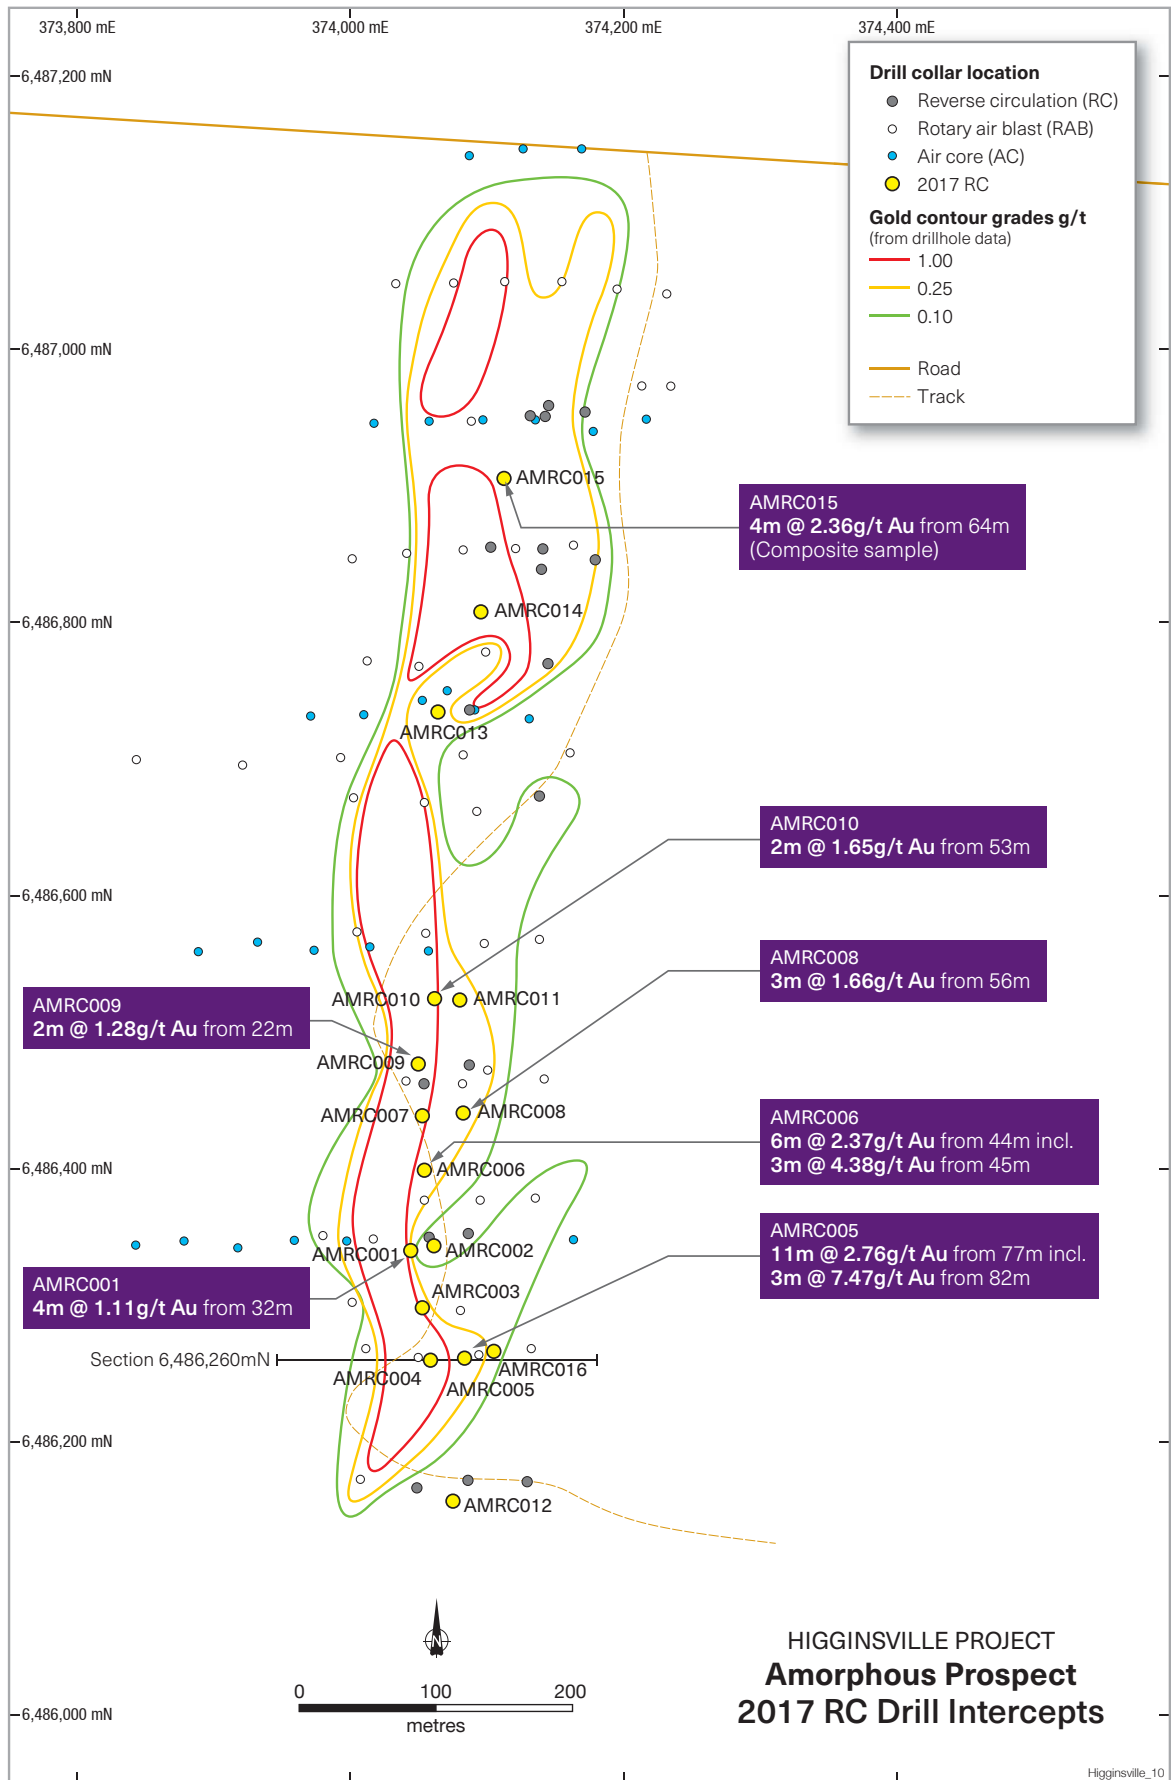 373,800 mE
374,000 mE
374,200 mE
374,400 mE
6,487,200 mN
Drill collar location
Reverse circulation (RC)
Rotary air blast (RAB)
Air core (AC)
2017 RC
Gold contour grades g/t
(from drillhole data)
1.00
0.25
0.10
Road
Track
6,487,000 mN
AMRC015
AMRC015
4m @ 2.36g/t Au from 64m
(Composite sample)
6,486,800 mN
AMRC014
AMRC013
AMRC010
2m @ 1.65g/t Au from 53m
6,486,600 mN
AMRC008
3m @ 1.66g/t Au from 56m
AMRC009
2m @ 1.28g/t Au from 22m
AMRC010
AMRC011
AMRC009
AMRC007
AMRC008
AMRC006
6m @ 2.37g/t Au from 44m incl.
3m @ 4.38g/t Au from 45m
6,486,400 mN
AMRC006
AMRC005
11m @ 2.76g/t Au from 77m incl.
3m @ 7.47g/t Au from 82m
AMRC001
AMRC002
AMRC001
4m @ 1.11g/t Au from 32m
AMRC003
Section 6,486,260mN
AMRC004
AMRC016
AMRC005
6,486,200 mN
AMRC012
N
0 100 200
metres
6,486,000 mN
HIGGINSVILLE PROJECT
Amorphous Prospect
2017 RC Drill Intercepts
Higginsville_10